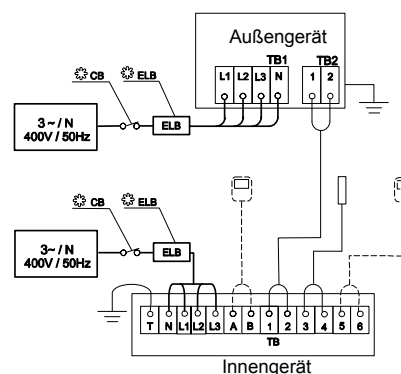 Außengerät
TB1 TB2
L1 L2 L3 N 1 2
CB ELB
3 ~ / N
400V / 50Hz
ELB
CB ELB
3~ / N
400V / 50Hz
ELB
T N L1 L2 L3 A B 1 2 3 4 5 6
TB
Innengerät